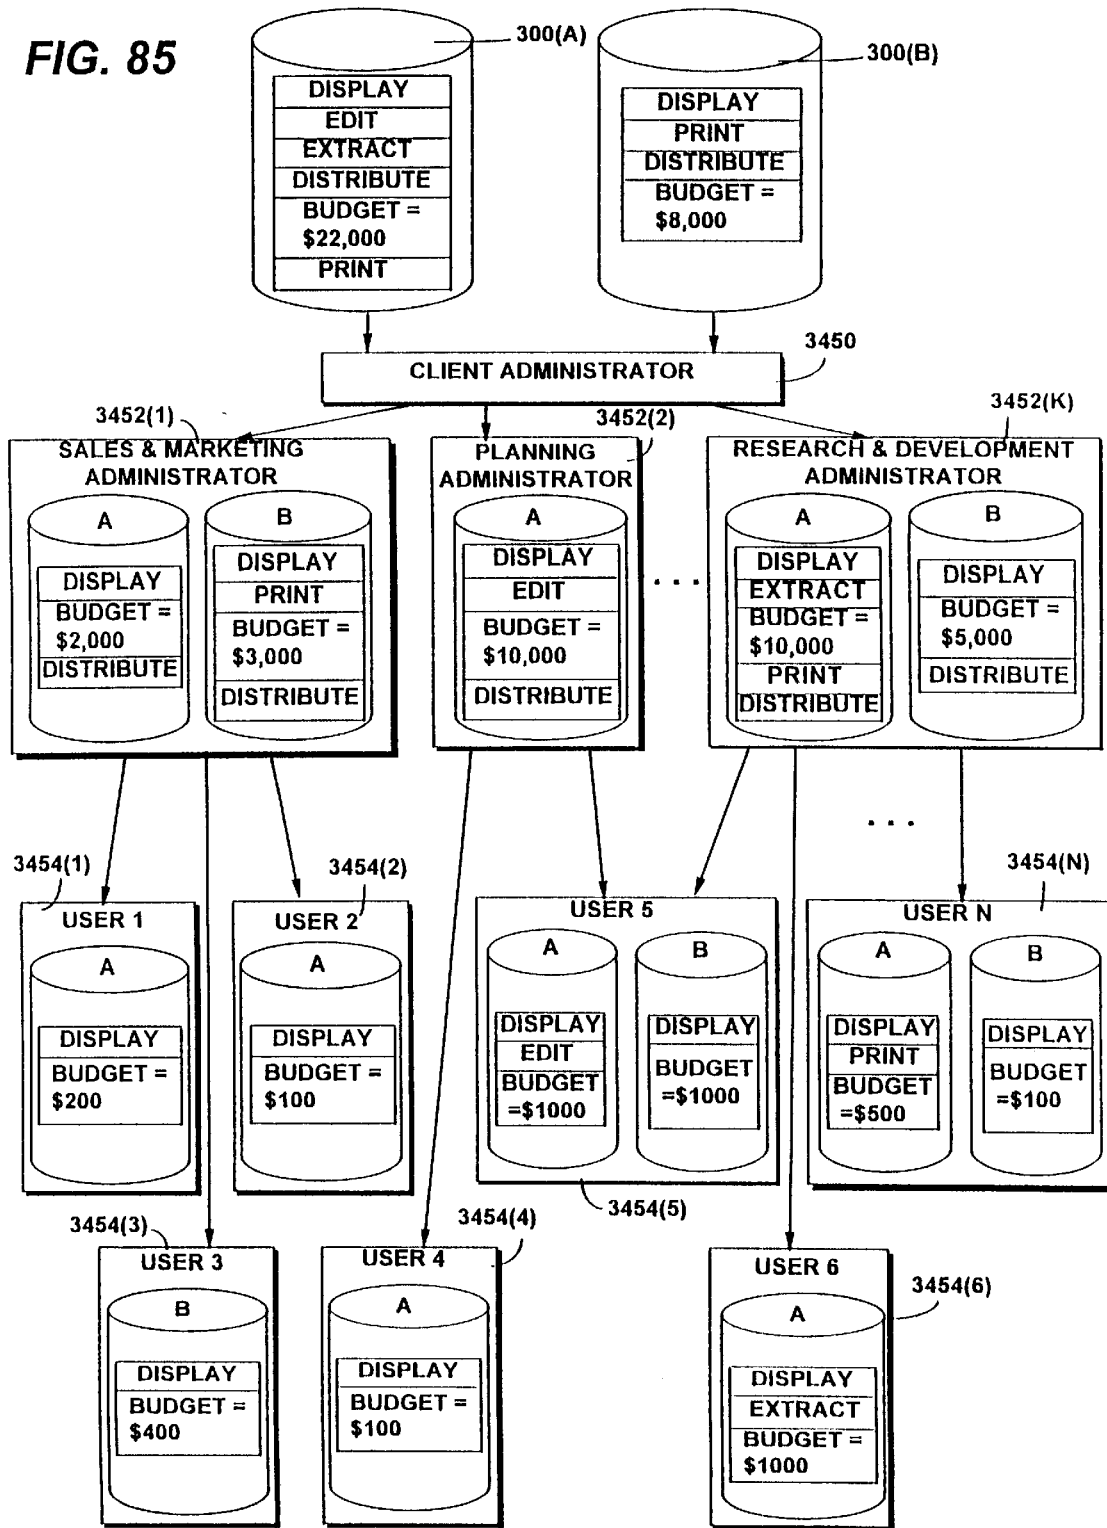 FIG. 85
300(A)
DISPLAY
EDIT
EXTRACT
DISTRIBUTE
BUDGET =
$22,000
PRINT
300(B)
DISPLAY
PRINT
DISTRIBUTE
BUDGET =
$8,000
CLIENT ADMINISTRATOR
3450
3452(1)
SALES & MARKETING
ADMINISTRATOR
A
DISPLAY
BUDGET =
$2,000
DISTRIBUTE
B
DISPLAY
PRINT
BUDGET =
$3,000
DISTRIBUTE
3452(2)
PLANNING
ADMINISTRATOR
A
DISPLAY
EDIT
BUDGET =
$10,000
DISTRIBUTE
. . .
3452(K)
RESEARCH & DEVELOPMENT
ADMINISTRATOR
A
DISPLAY
EXTRACT
BUDGET =
$10,000
PRINT
DISTRIBUTE
B
DISPLAY
BUDGET =
$5,000
DISTRIBUTE
. . .
3454(1)
USER 1
A
DISPLAY
BUDGET =
$200
3454(2)
USER 2
A
DISPLAY
BUDGET =
$100
USER 5
A
DISPLAY
EDIT
BUDGET
=$1000
B
DISPLAY
BUDGET
=$1000
3454(5)
3454(N)
USER N
A
DISPLAY
PRINT
BUDGET
=$500
B
DISPLAY
BUDGET
=$100
3454(3)
USER 3
B
DISPLAY
BUDGET =
$400
3454(4)
USER 4
A
DISPLAY
BUDGET =
$100
USER 6
3454(6)
A
DISPLAY
EXTRACT
BUDGET =
$1000